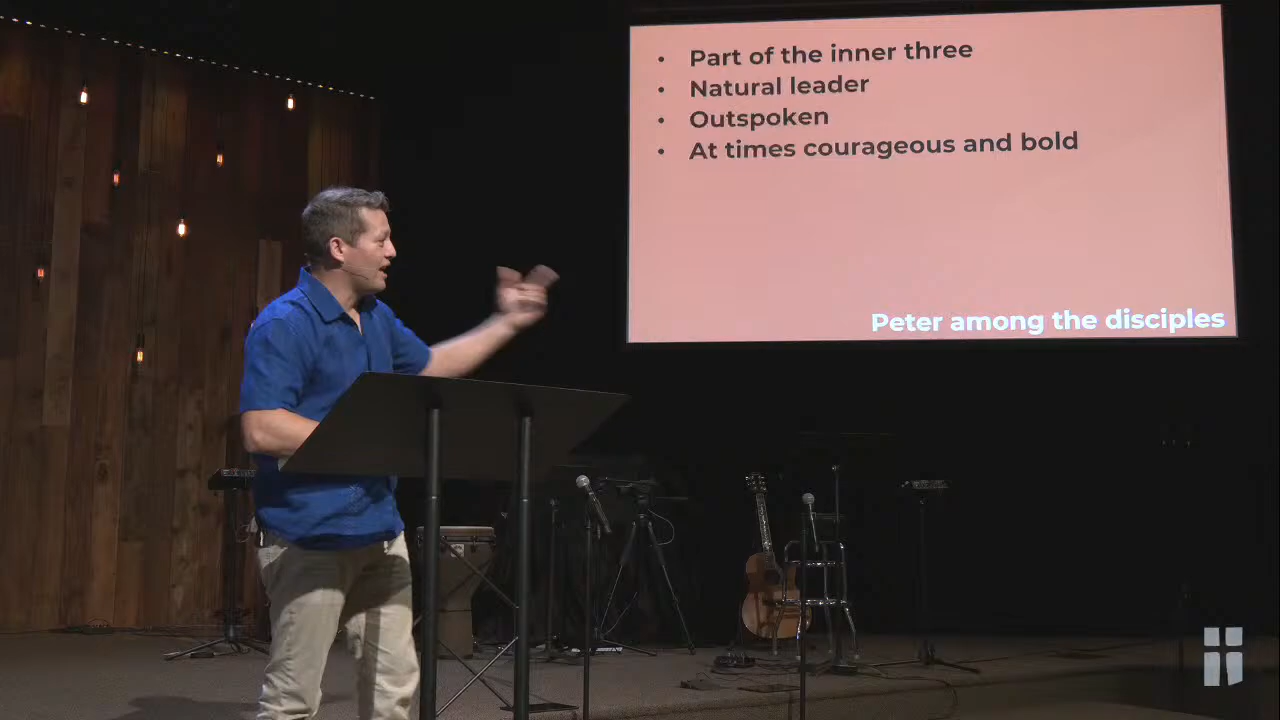 • Part of the inner three
• Natural leader
• Outspoken
• At times courageous and bold
Peter among the disciples